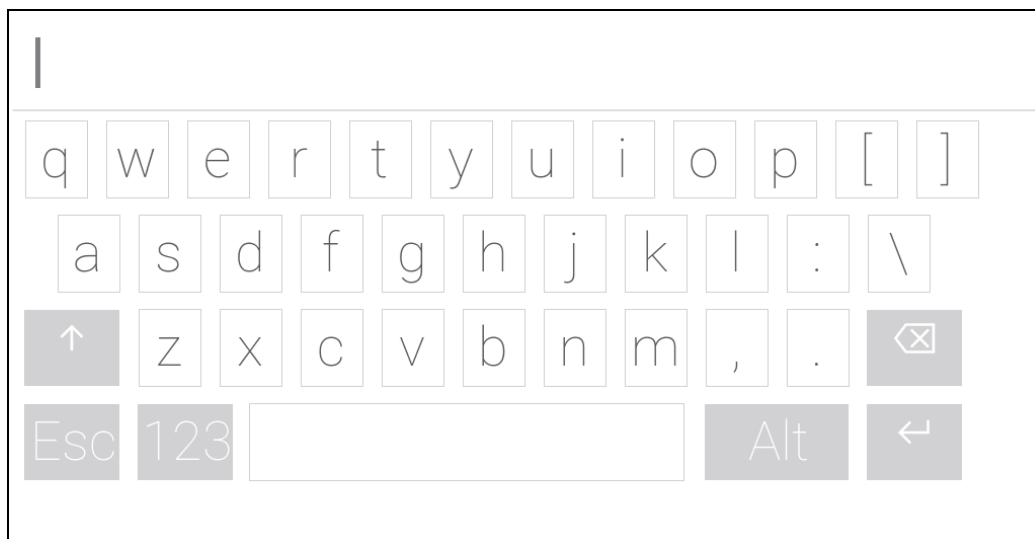 q w e r t y u i o p [ ]
a s d f g h j k l : \
↑ z x c v b n m , . ⌫
Esc 123 Alt ↵